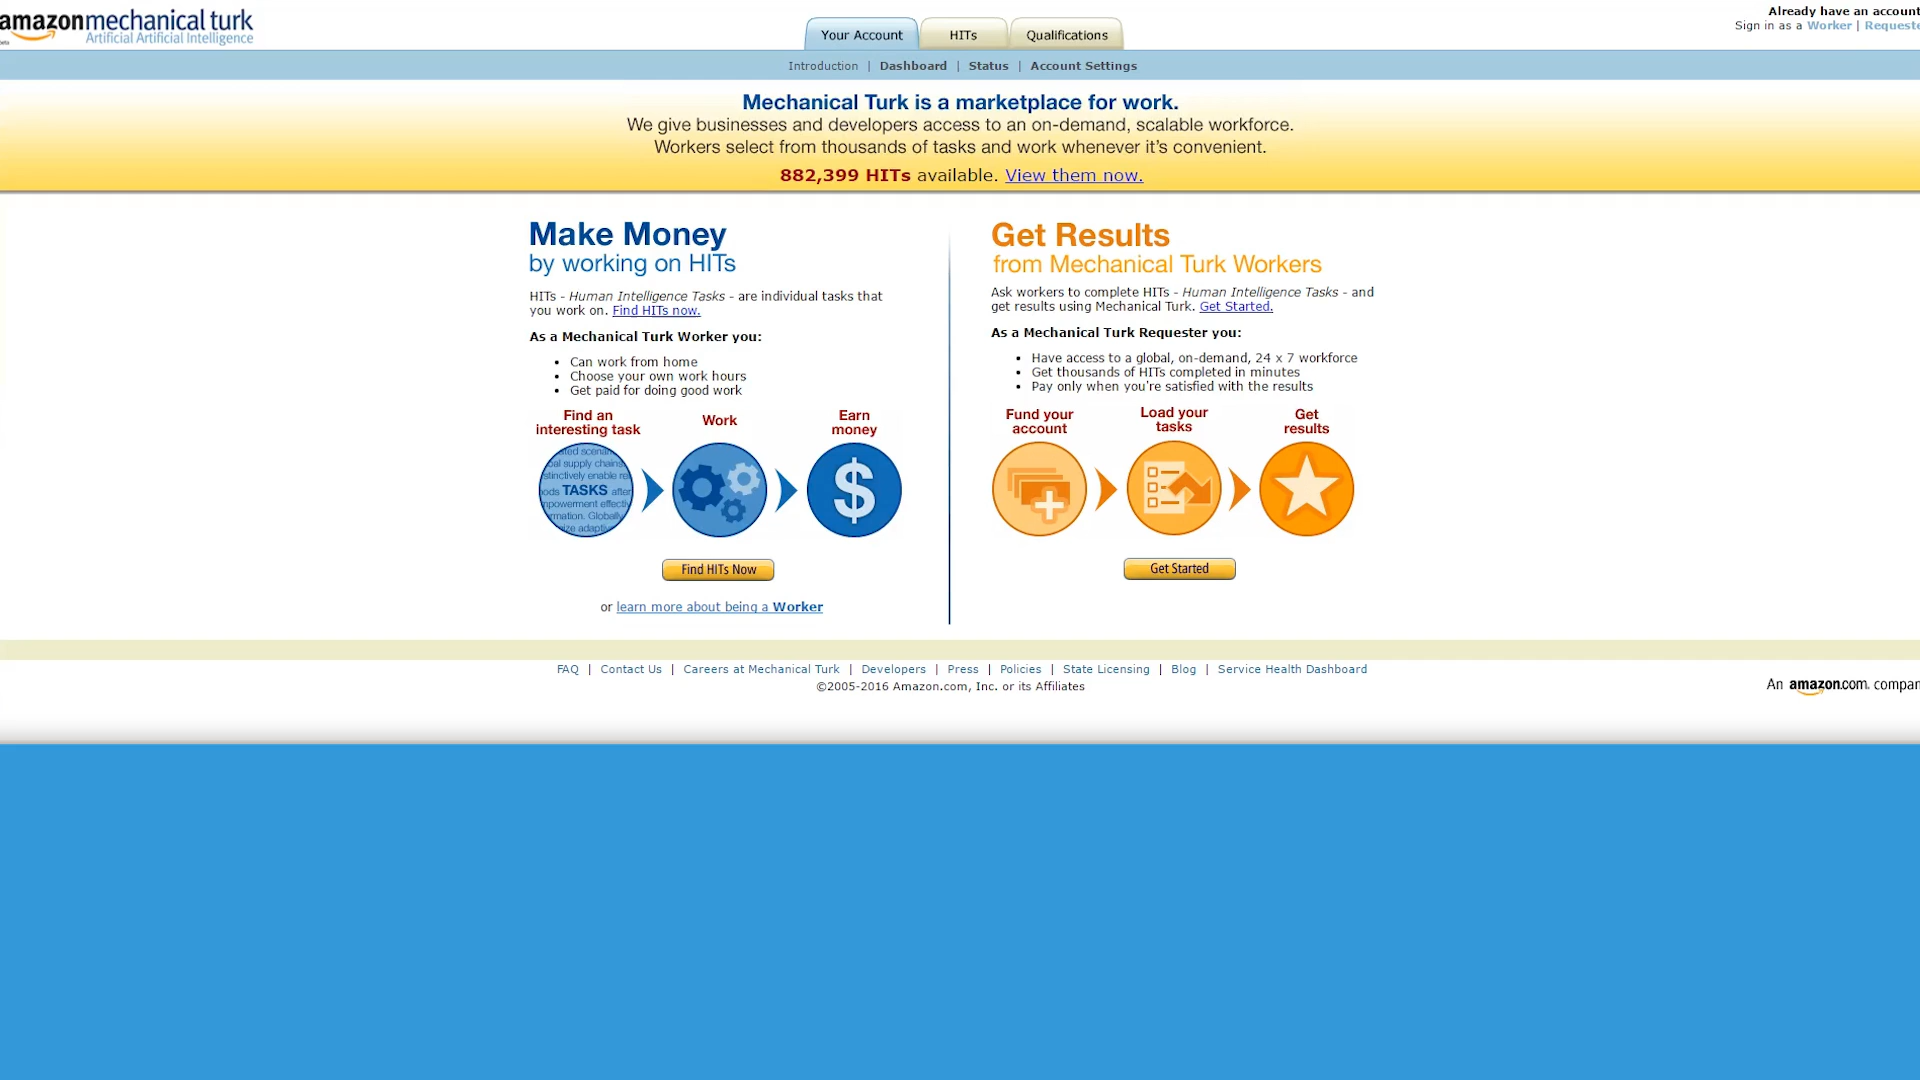 amazonmechanical turk
Artificial Artificial Intelligence
Your Account
HITs
Qualifications
Already have an account
Sign in as a Worker |
Introduction | Dashboard | Status | Account Settings
Mechanical Turk is a marketplace for work.
We give businesses and developers access to an on-demand, scalable workforce.
Workers select from thousands of tasks and work whenever it's convenient.
882,399 HITs available. View them now.
Make Money
by working on HITs
HITs - Human Intelligence Tasks - are individual tasks that
you work on. Find HITs now.
As a Mechanical Turk Worker you:
• Can work from home
• Choose your own work hours
• Get paid for doing good work
Find an
interesting task
Work
Earn
money
TASKS after
$
Find HITs Now
or learn more about being a Worker
Get Results
from Mechanical Turk Workers
Ask workers to complete HITs - Human Intelligence Tasks - and
get results using Mechanical Turk. Get Started.
As a Mechanical Turk Requester you:
• Have access to a global, on-demand, 24 x 7 workforce
• Get thousands of HITs completed in minutes
• Pay only when you're satisfied with the results
Fund your
account
Load your
tasks
Get
results
Get Started
FAQ | Contact Us | Careers at Mechanical Turk | Developers | Press | Policies | State Licensing | Blog | Service Health Dashboard
©2005-2016 Amazon.com, Inc. or its Affiliates
An amazon.com.